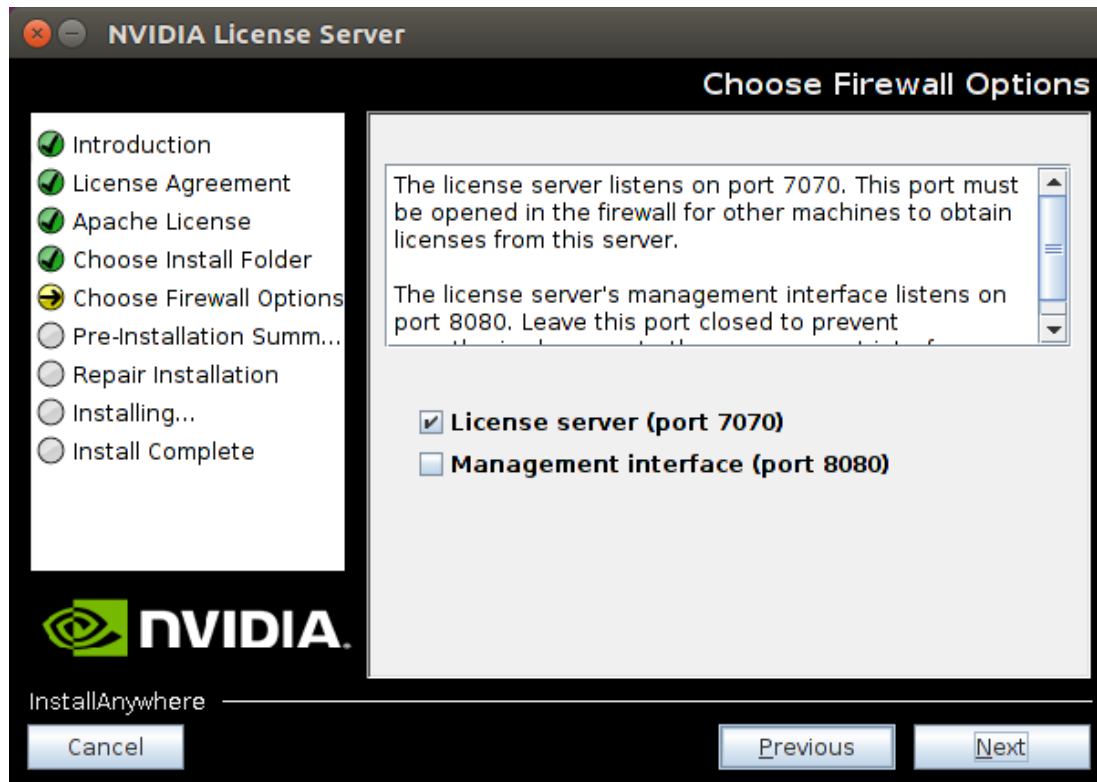 NVIDIA License Server
Choose Firewall Options
Introduction
License Agreement
Apache License
Choose Install Folder
Choose Firewall Options
Pre-Installation Summ...
Repair Installation
Installing...
Install Complete
The license server listens on port 7070. This port must
be opened in the firewall for other machines to obtain
licenses from this server.
The license server's management interface listens on
port 8080. Leave this port closed to prevent
License server (port 7070)
Management interface (port 8080)
NVIDIA.
InstallAnywhere
Cancel
Previous
Next